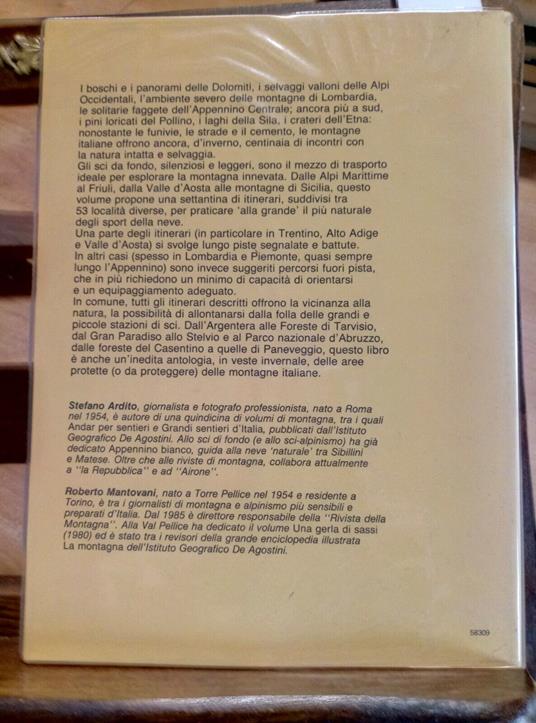 I boschi e i panorami delle Dolomiti, i selvaggi valloni delle Alpi
Occidentali, l'ambiente severo delle montagne di Lombardia,
le solitarie faggete dell'Appennino Centrale; ancora più a sud,
i pini loricati del Pollino, i laghi della Sila, i crateri dell'Etna:
nonostante le funivie, le strade e il cemento, le montagne
italiane offrono ancora, d'inverno, centinaia di incontri con
la natura intatta e selvaggia.
Gli sci da fondo, silenziosi e leggeri, sono il mezzo di trasporto
ideale per esplorare la montagna innevata. Dalle Alpi Marittime
al Friuli, dalla Valle d'Aosta alle montagne di Sicilia, questo
volume propone una settantina di itinerari, suddivisi tra
53 località diverse, per praticare 'alla grande' il più naturale
degli sport della neve.
Una parte degli itinerari (in particolare in Trentino, Alto Adige
e Valle d'Aosta) si svolge lungo piste segnalate e battute.
In altri casi (spesso in Lombardia e Piemonte, quasi sempre
lungo l'Appennino) sono invece suggeriti percorsi fuori pista,
che in più richiedono un minimo di capacità di orientarsi
e un equipaggiamento adeguato.
In comune, tutti gli itinerari descritti offrono la vicinanza alla
natura, la possibilità di allontanarsi dalla folla delle grandi e
piccole stazioni di sci. Dall'Argentera alle Foreste di Tarvisio,
dal Gran Paradiso allo Stelvio e al Parco nazionale d'Abruzzo,
dalle foreste del Casentino a quelle di Paneveggio, questo libro
è anche un'inedita antologia, in veste invernale, delle aree
protette (o da proteggere) delle montagne italiane.
Stefano Ardito, giornalista e fotografo professionista, nato a Roma
nel 1954, è autore di una quindicina di volumi di montagna, tra i quali
Andar per sentieri e Grandi sentieri d'Italia, pubblicati dall'Istituto
Geografico De Agostini. Allo sci di fondo (e allo sci-alpinismo) ha già
dedicato Appennino bianco, guida alla neve 'naturale' tra Sibillini
e Matese. Oltre che alle riviste di montagna, collabora attualmente
a ''la Repubblica'' e ad ''Airone''.
Roberto Mantovani, nato a Torre Pellice nel 1954 e residente a
Torino, è tra i giornalisti di montagna e alpinismo più sensibili e
preparati d'Italia. Dal 1985 è direttore responsabile della ''Rivista della
Montagna''. Alla Val Pellice ha dedicato il volume Una gerla di sassi
(1980) ed è stato tra i revisori della grande enciclopedia illustrata
La montagna dell'Istituto Geografico De Agostini.
58309